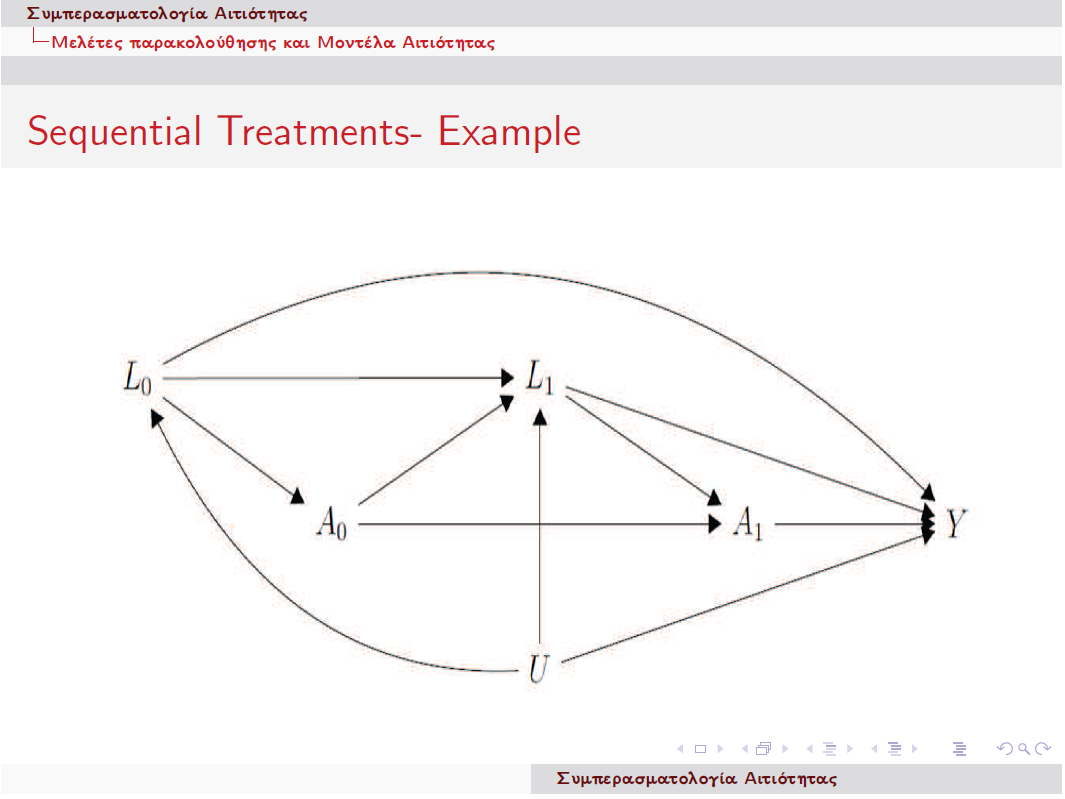 Συμπερασματολογία Αιτιότητας
Μελέτες παρακολούθησης και Μοντέλα Αιτιότητας
Sequential Treatments- Example
L₀
L₁
A₀
A₁
Y
U
Συμπερασματολογία Αιτιότητας